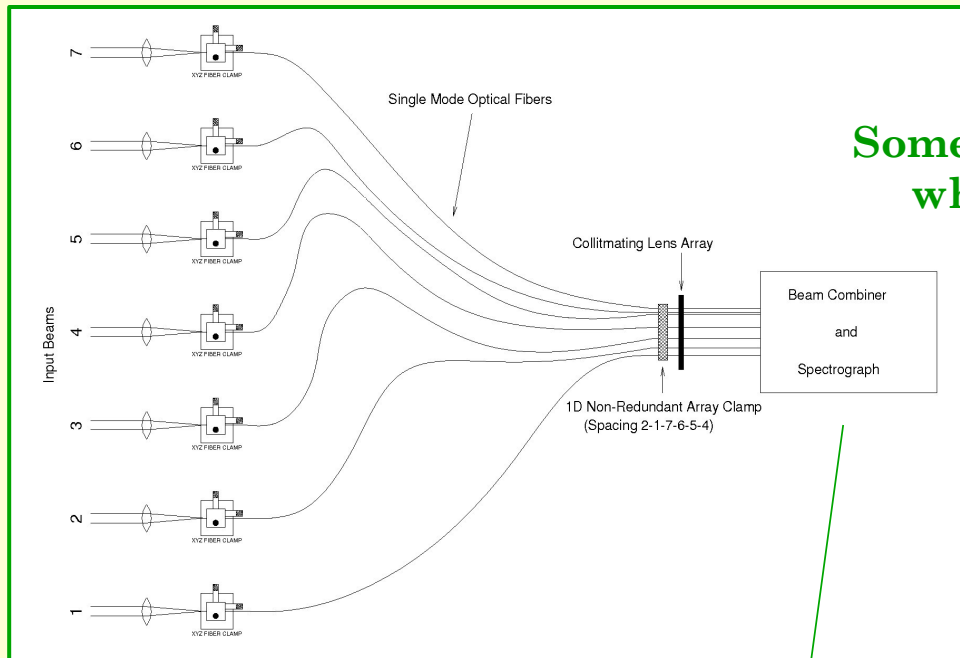 7
XYZ FIBER CLAMP
Single Mode Optical Fibers
6
XYZ FIBER CLAMP
Some
wh
5
XYZ FIBER CLAMP
Collitmating Lens Array
Input Beams
4
XYZ FIBER CLAMP
Beam Combiner
and
Spectrograph
3
XYZ FIBER CLAMP
1D Non-Redundant Array Clamp
(Spacing 2-1-7-6-5-4)
2
XYZ FIBER CLAMP
1
XYZ FIBER CLAMP